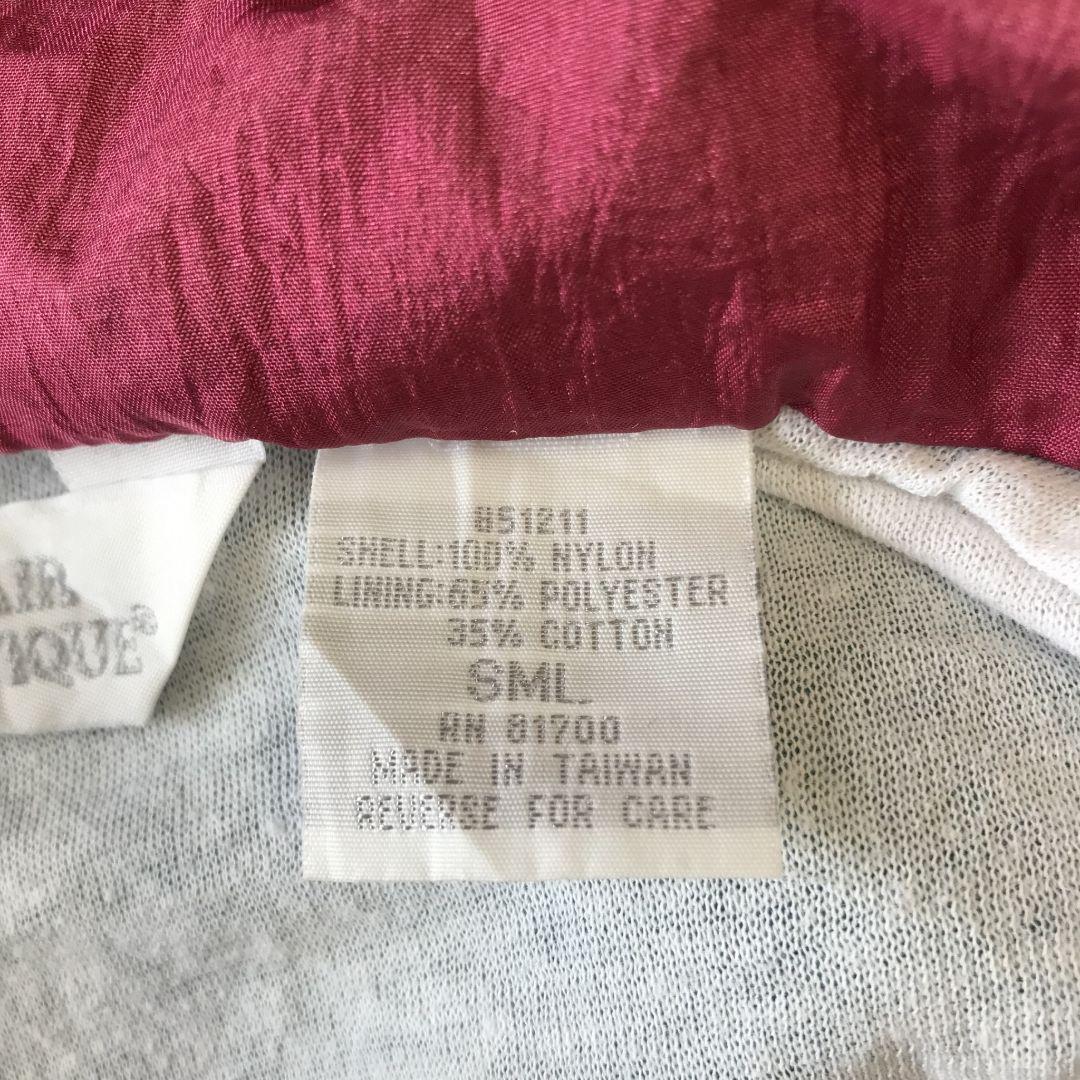 851211
SHELL:100% NYLON
LINING:65% POLYESTER
35% COTTON
SML
RN 81700
MADE IN TAIWAN
REVERSE FOR CARE